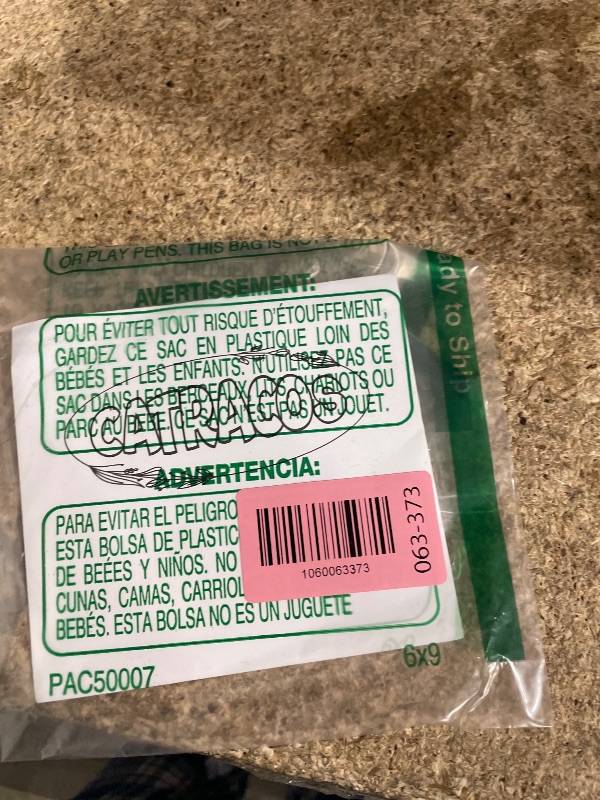 OR PLAY PENS. THIS BAG IS NOT
AVERTISSEMENT:
POUR ÉVITER TOUT RISQUE D'ÉTOUFFEMENT,
GARDEZ CE SAC EN PLASTIQUE LOIN DES
BÉBÉS ET LES ENFANTS. N'UTILISEZ PAS CE
SAC DANS LES BERCEAUX, LITS, CHARIOTS OU
PARC AU BÉBÉ. CE SAC N'EST PAS UN JOUET.
CATRACOS
ADVERTENCIA:
PARA EVITAR EL PELIGRO
ESTA BOLSA DE PLASTIC
DE BEÉES Y NIÑOS. NO
CUNAS, CAMAS, CARRIOL
BEBÉS. ESTA BOLSA NO ES UN JUGUETE
1060063373
063-373
PAC50007
6x9
ady to Ship